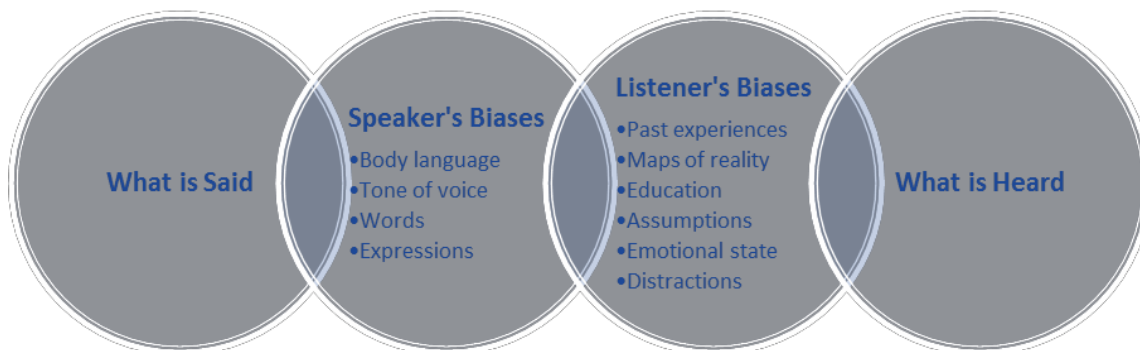 What is Said
Speaker's Biases
•Body language
•Tone of voice
•Words
•Expressions
Listener's Biases
•Past experiences
•Maps of reality
•Education
•Assumptions
•Emotional state
•Distractions
What is Heard